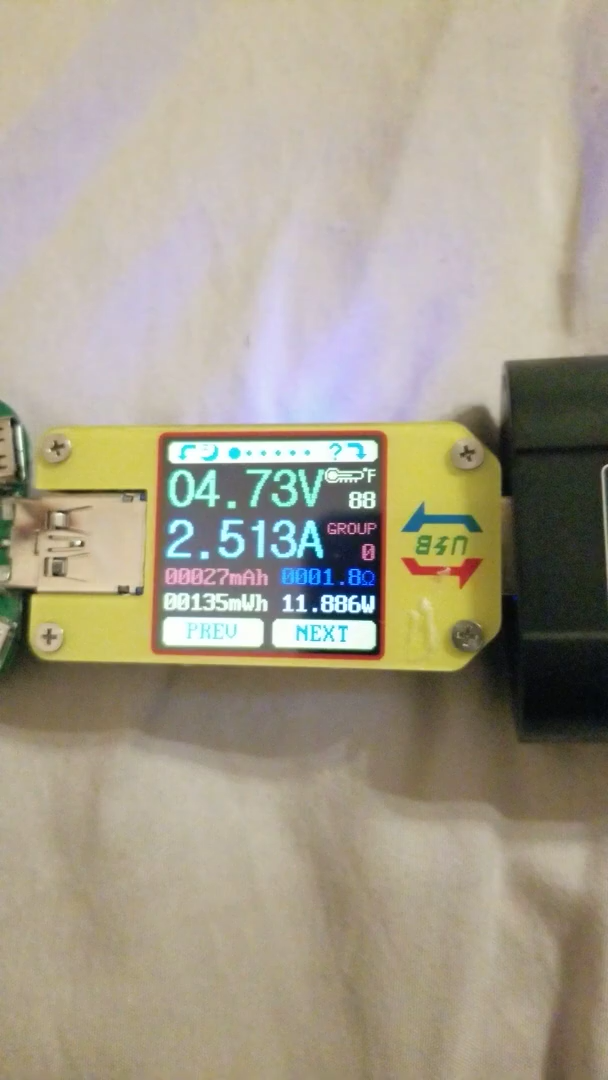 ?
04.73V °F
88
2.513A GROUP
0
00027mAh 0001.8Ω
00135mWh 11.886W
PREV NEXT
USB